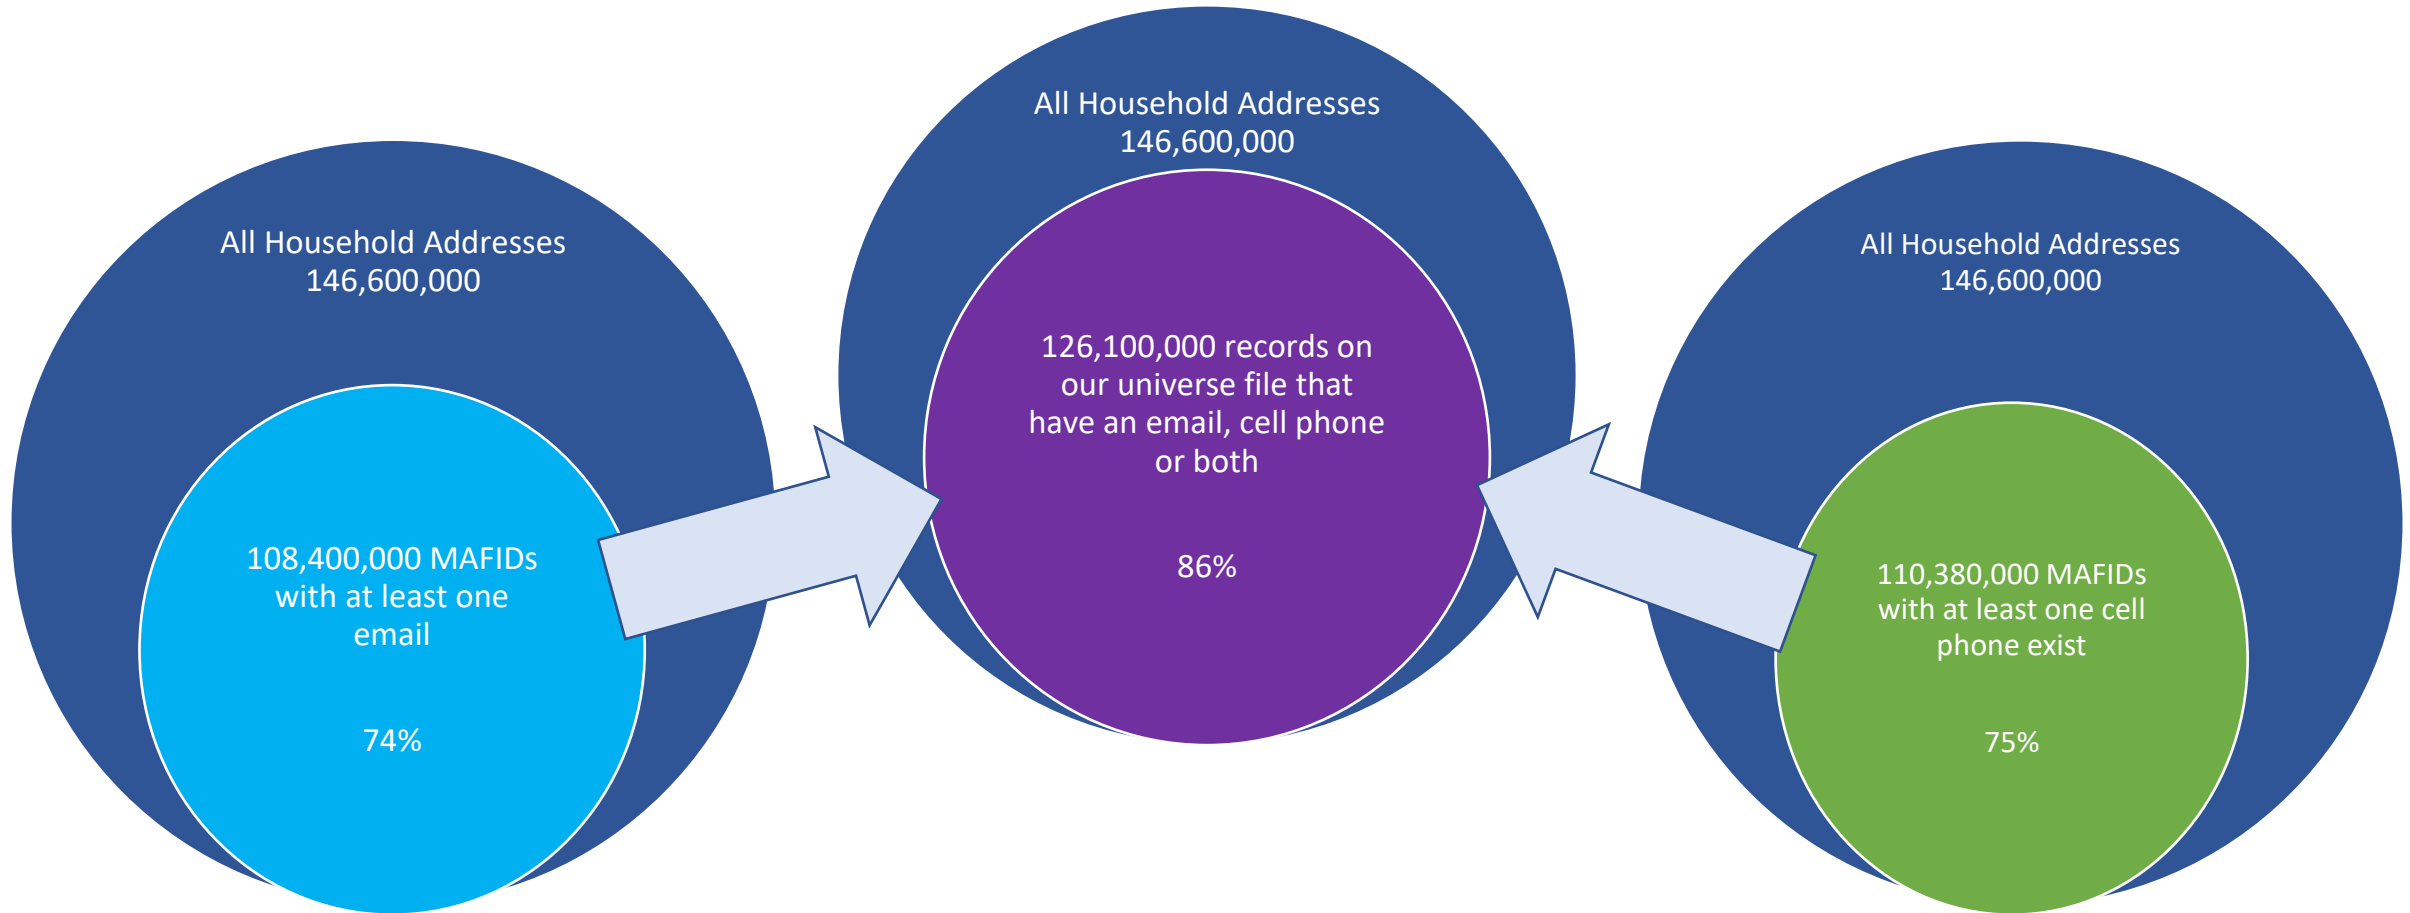 All Household Addresses
146,600,000
108,400,000 MAFIDs
with at least one
email
74%
All Household Addresses
146,600,000
126,100,000 records on
our universe file that
have an email, cell phone
or both
86%
All Household Addresses
146,600,000
110,380,000 MAFIDs
with at least one cell
phone exist
75%